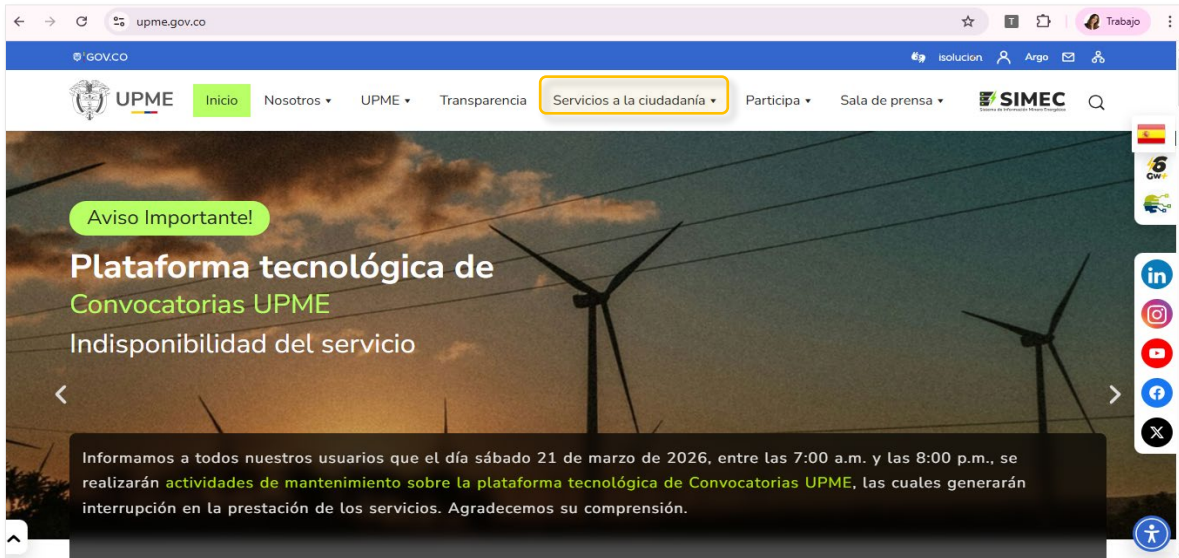 upme.gov.co
T
Trabajo
GOV.CO
isolucion
Argo
UPME
Inicio
Nosotros
UPME
Transparencia
Servicios a la ciudadanía
Participa
Sala de prensa
SIMEC
6
GW+
Aviso Importante!
Plataforma tecnológica de
Convocatorias UPME
Indisponibilidad del servicio
in
f
X
Informamos a todos nuestros usuarios que el día sábado 21 de marzo de 2026, entre las 7:00 a.m. y las 8:00 p.m., se
realizarán actividades de mantenimiento sobre la plataforma tecnológica de Convocatorias UPME, las cuales generarán
interrupción en la prestación de los servicios. Agradecemos su comprensión.